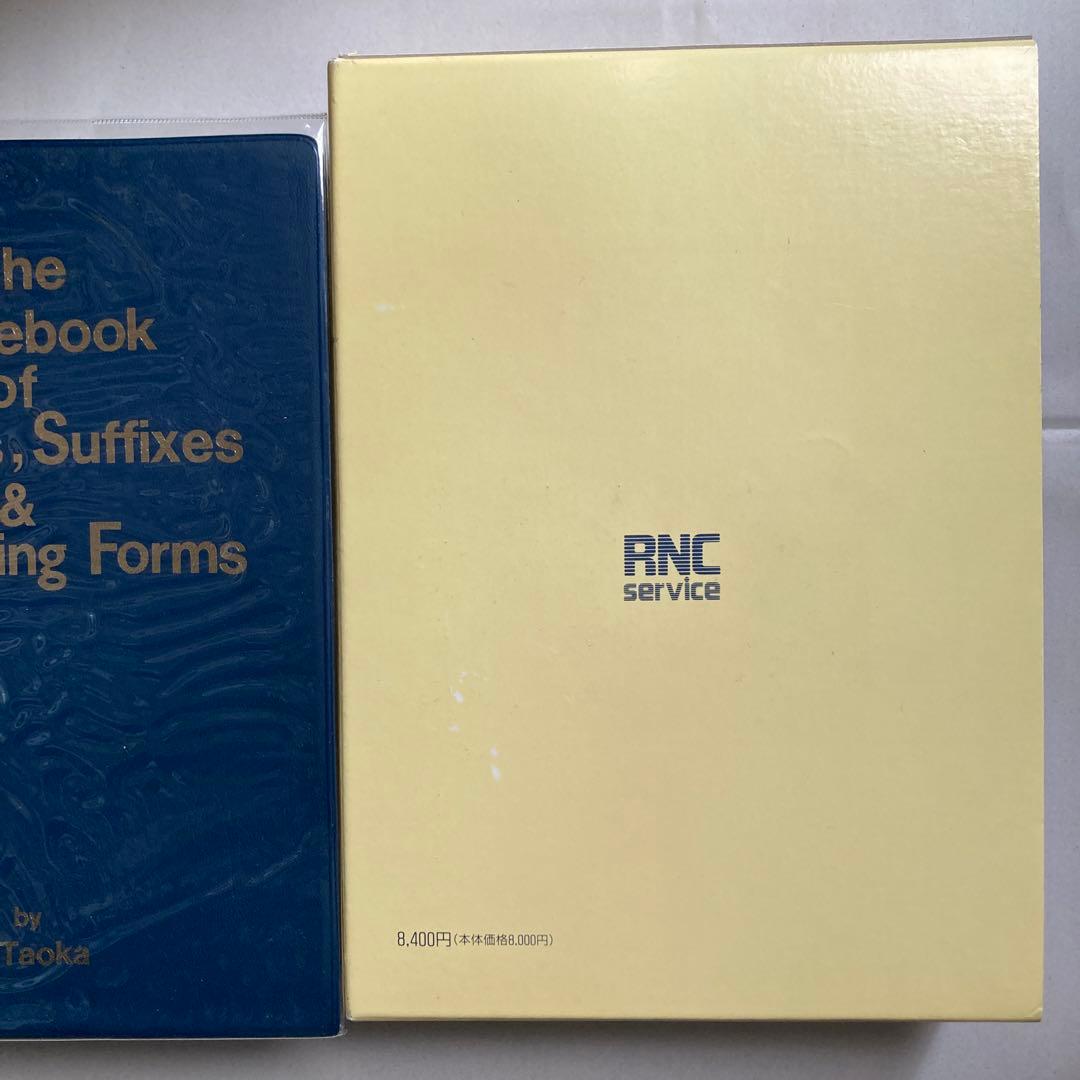 he
ebook
of
s, Suffixes
&
ing Forms
by
Taoka
RNC
service
8,400円(本体価格8,000円)